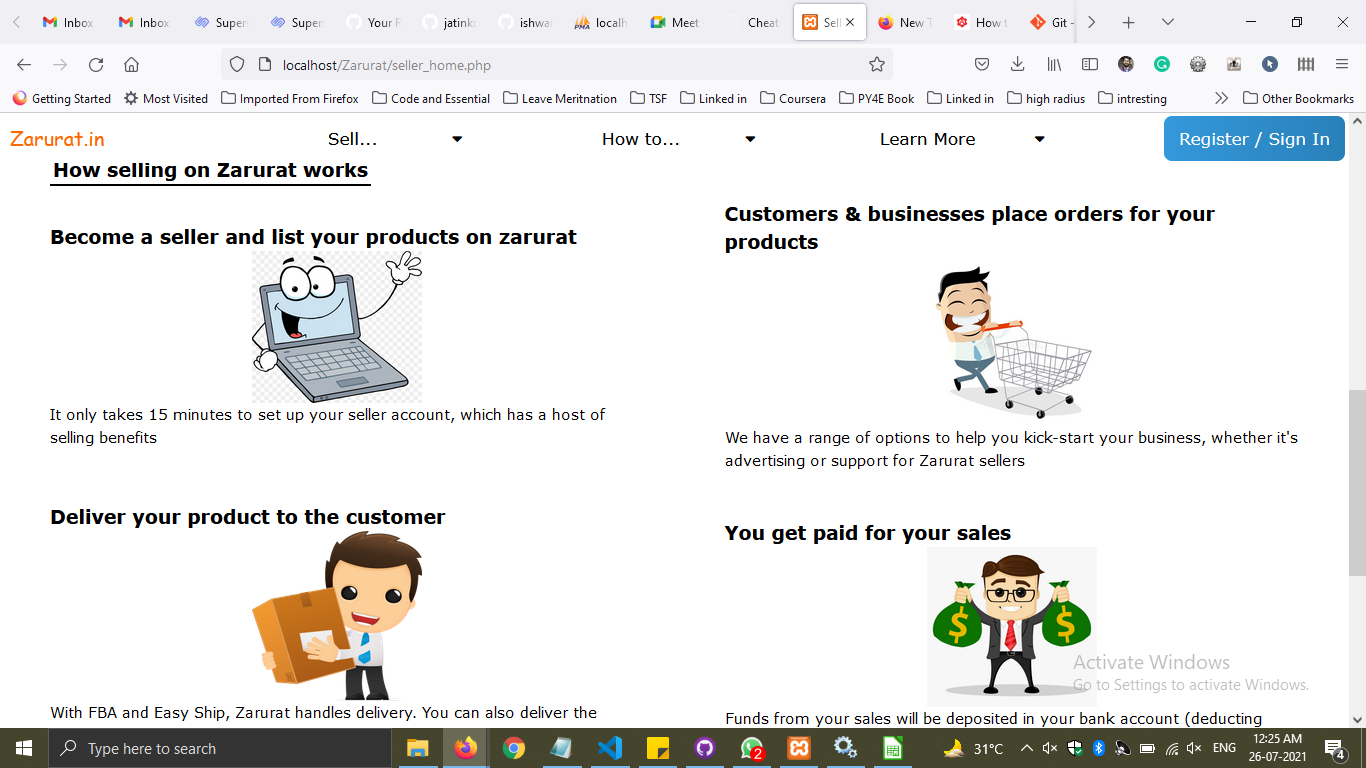 Inbox
Inbox
Super
Super
Your R
jatink
ishwa
localh
Meet
Cheat
Sell
New T
How t
Git -
localhost/Zarurat/seller_home.php
Getting Started
Most Visited
Imported From Firefox
Code and Essential
Leave Meritnation
TSF
Linked in
Coursera
PY4E Book
Linked in
high radius
intresting
Other Bookmarks
Zarurat.in
Sell...
How to...
Learn More
Register / Sign In
How selling on Zarurat works
Become a seller and list your products on zarurat
It only takes 15 minutes to set up your seller account, which has a host of
selling benefits
Customers & businesses place orders for your
products
We have a range of options to help you kick-start your business, whether it's
advertising or support for Zarurat sellers
Deliver your product to the customer
With FBA and Easy Ship, Zarurat handles delivery. You can also deliver the
You get paid for your sales
$ $
Funds from your sales will be deposited in your bank account (deducting
Activate Windows
Go to Settings to activate Windows.
Type here to search
2
31°C
ENG
12:25 AM
26-07-2021
4